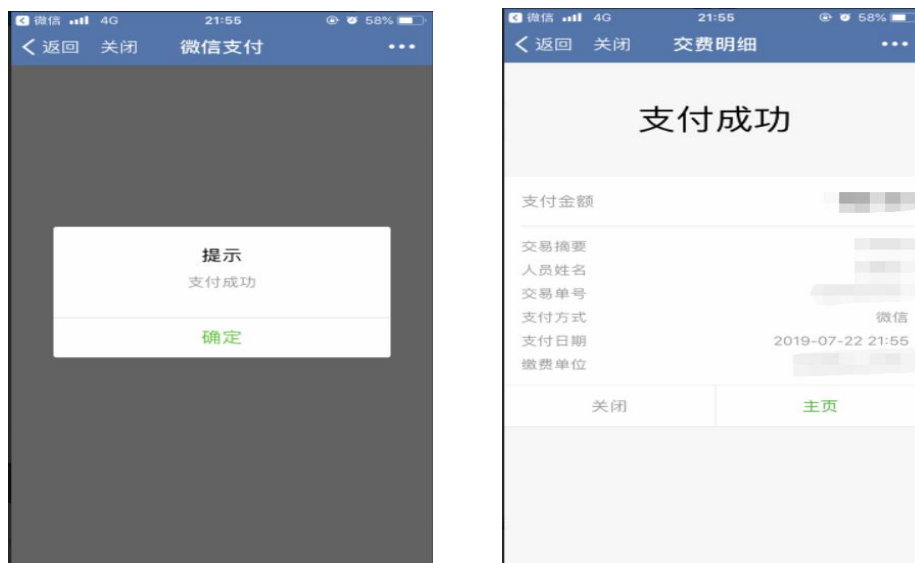 微信 4G 21:55 58%
返回 关闭 微信支付
提示
支付成功
确定
微信 4G 21:55 58%
返回 关闭 交费明细
支付成功
支付金额
交易摘要
人员姓名
交易单号
支付方式 微信
支付日期 2019-07-22 21:55
缴费单位
关闭 主页